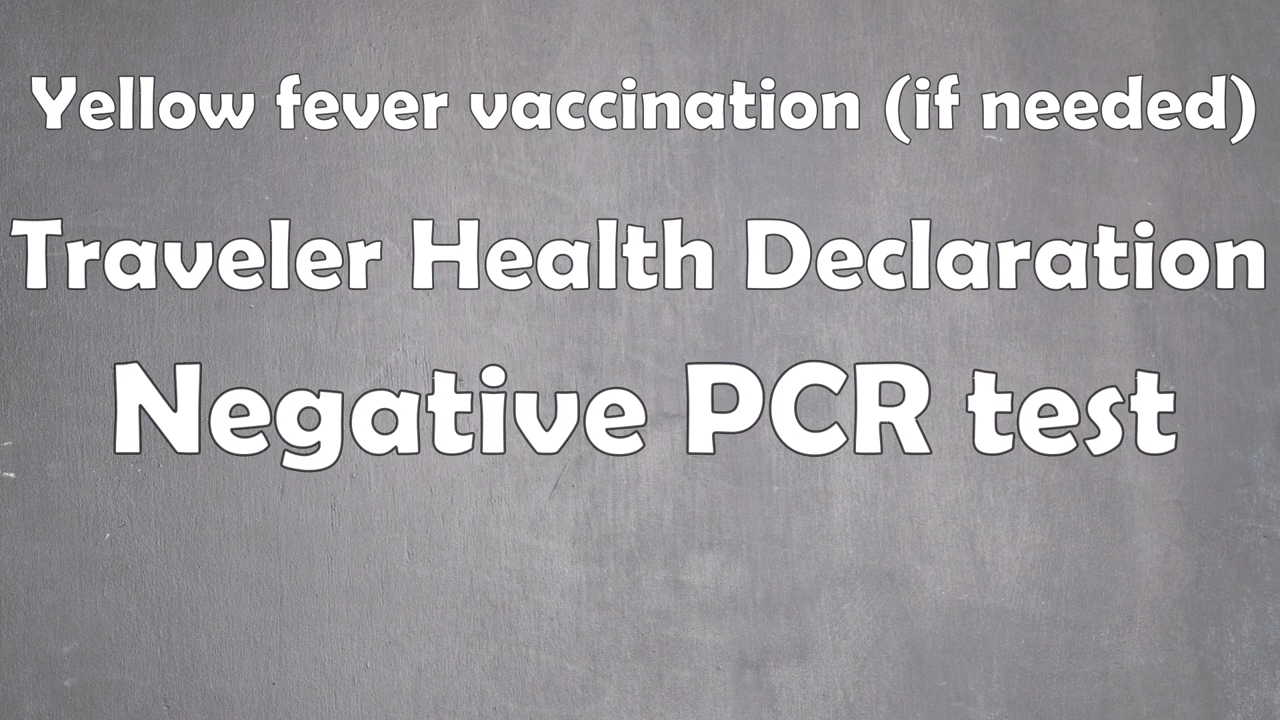 Yellow fever vaccination (if needed)
Traveler Health Declaration
Negative PCR test